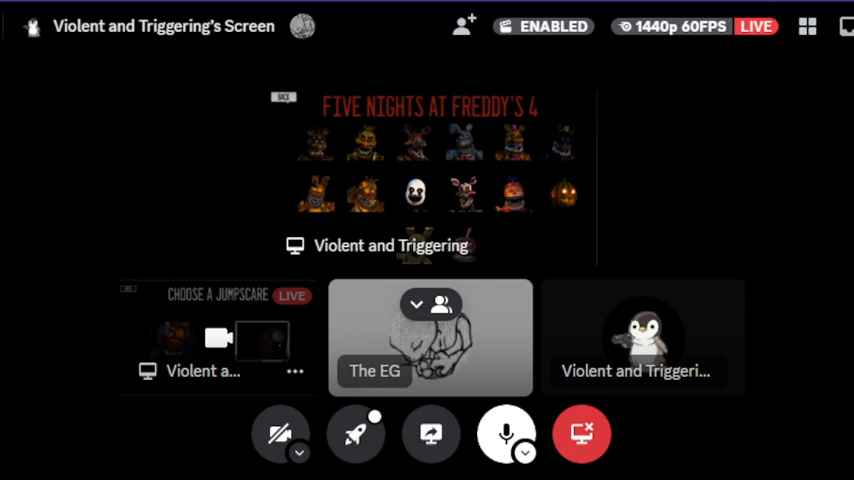 Violent and Triggering's Screen
ENABLED
1440p 60FPS LIVE
BACK
FIVE NIGHTS AT FREDDY'S 4
Violent and Triggering
CHOOSE A JUMPSCARE LIVE
Violent a...
The EG
Violent and Triggeri...